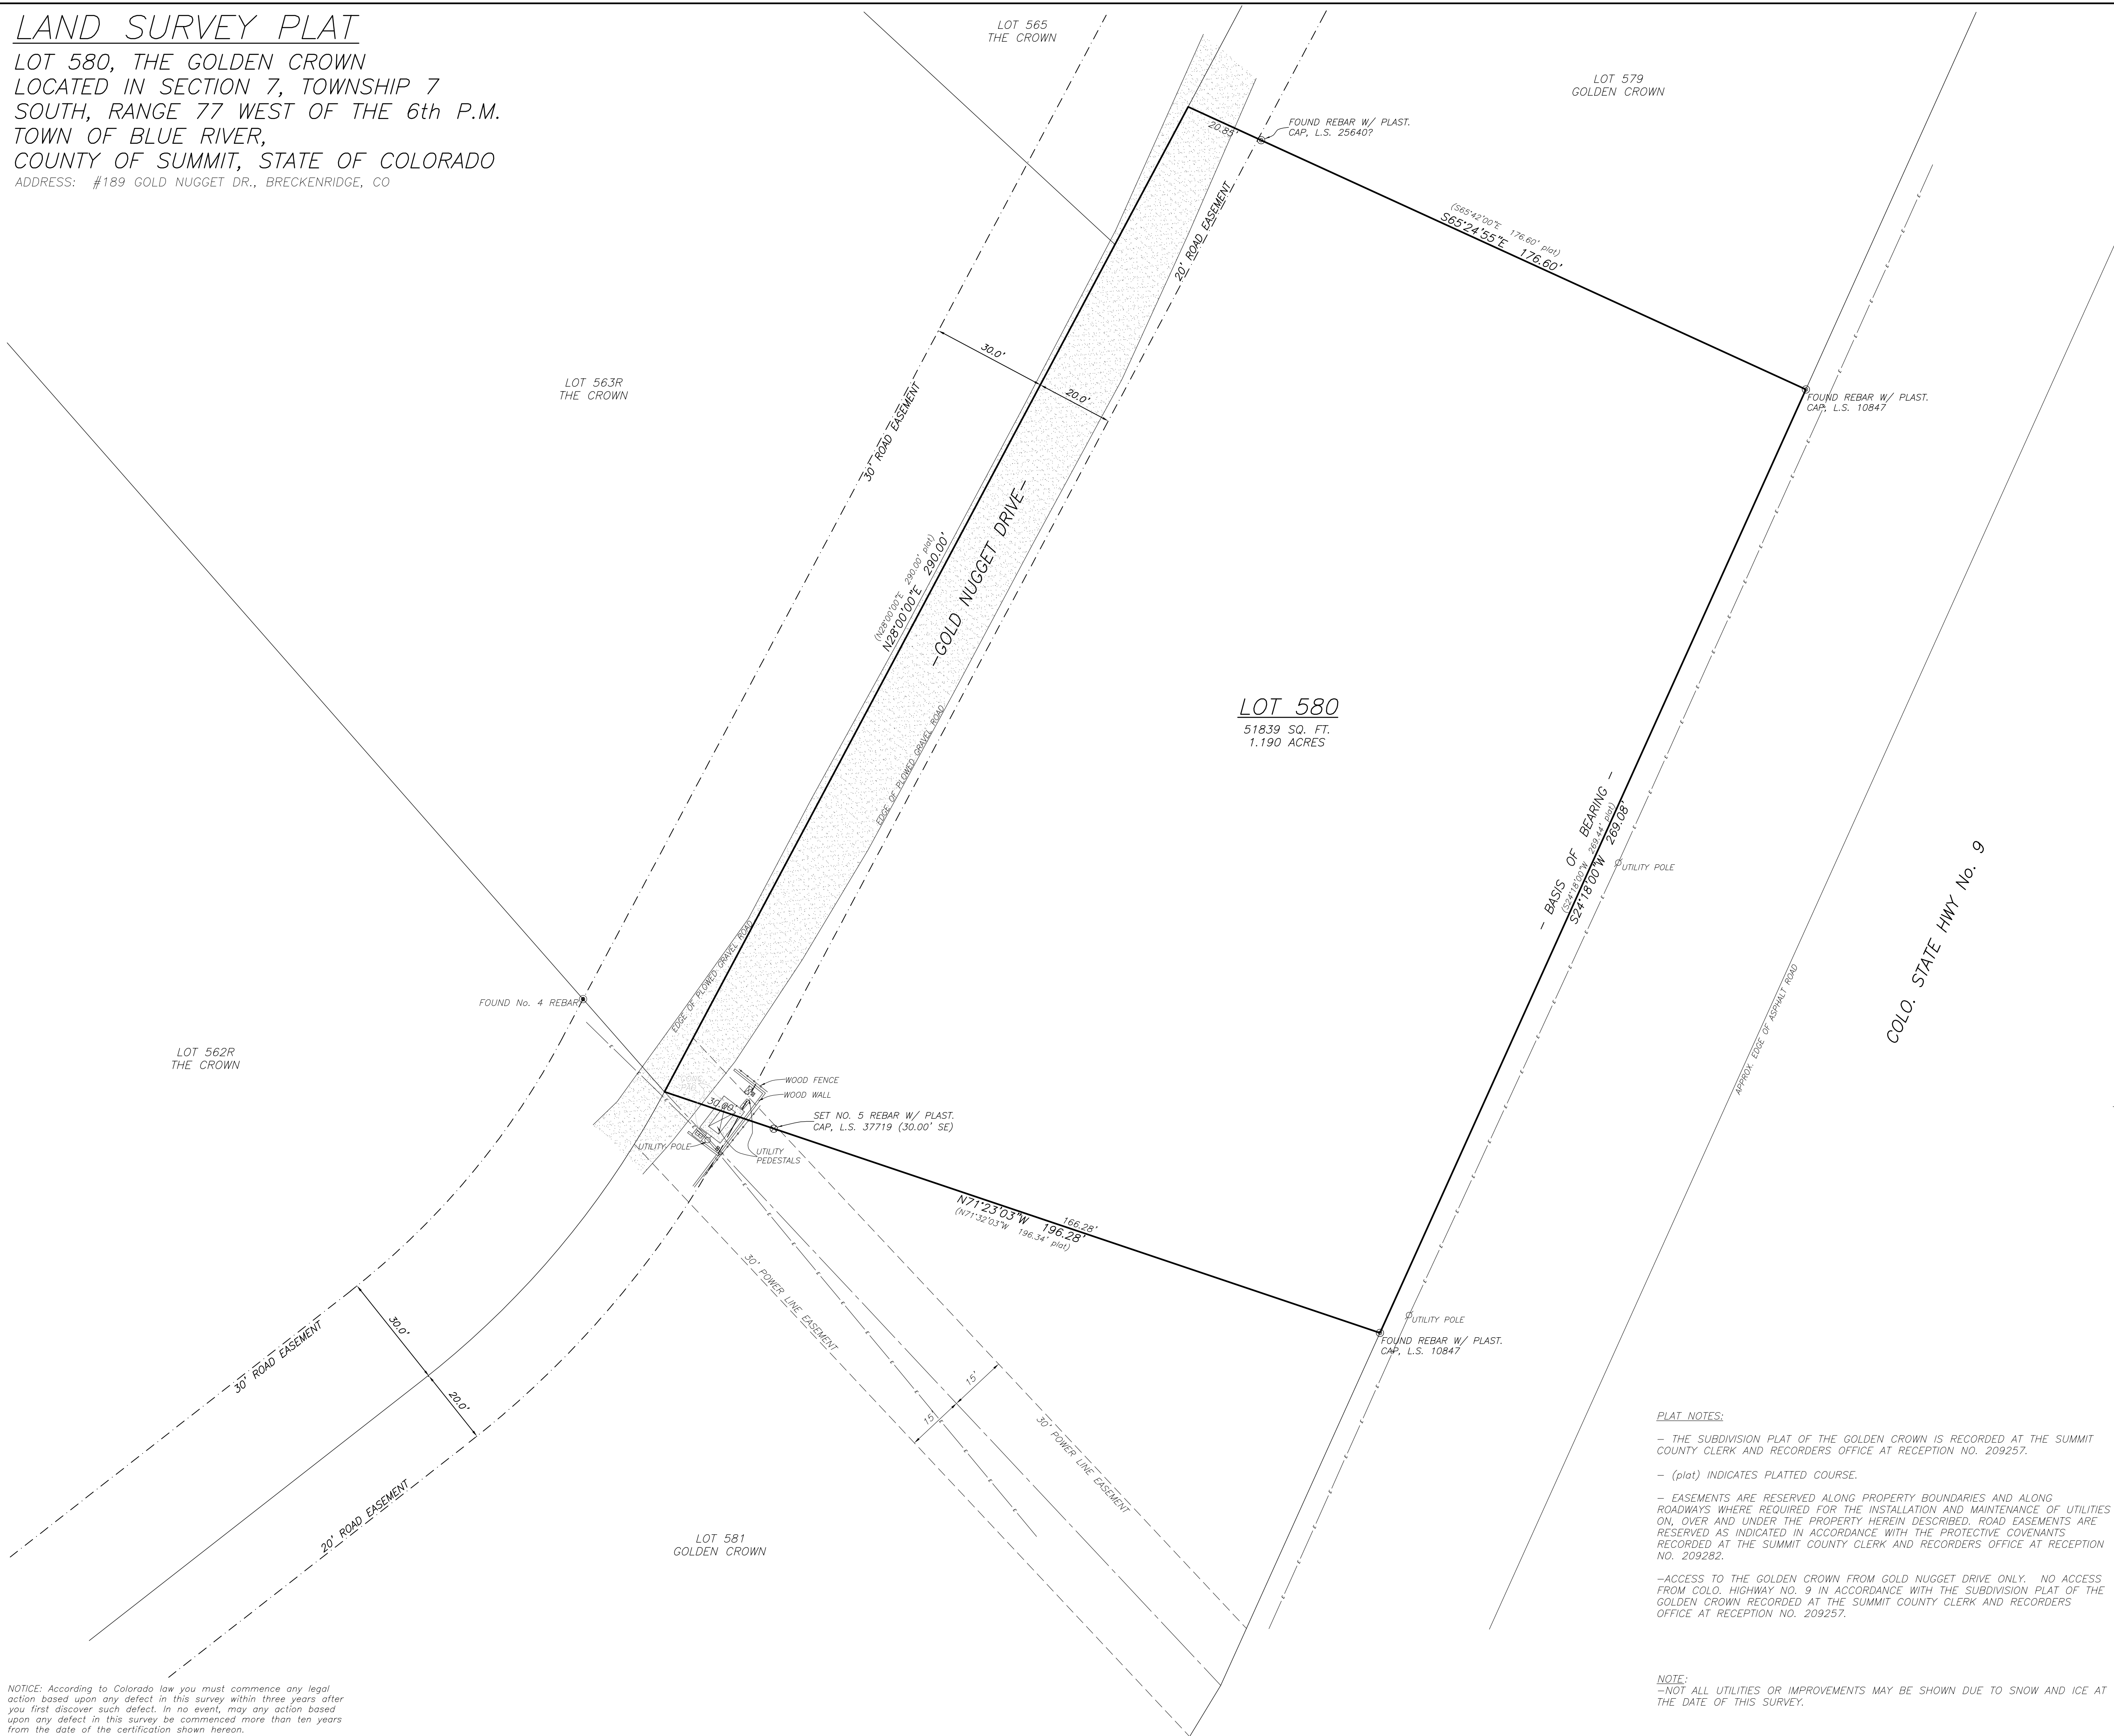 LAND SURVEY PLAT
LOT 580, THE GOLDEN CROWN
LOCATED IN SECTION 7, TOWNSHIP 7
SOUTH, RANGE 77 WEST OF THE 6th P.M.
TOWN OF BLUE RIVER,
COUNTY OF SUMMIT, STATE OF COLORADO
ADDRESS: #189 GOLD NUGGET DR., BRECKENRIDGE, CO
LOT 565
THE CROWN
LOT 579
GOLDEN CROWN
20.85'
FOUND REBAR W/ PLAST.
CAP, L.S. 25640?
20' ROAD EASEMENT
(S65°42'00"E 176.60' plat)
S65°24'55"E 176.60'
30.0'
20.0'
LOT 563R
THE CROWN
30' ROAD EASEMENT
FOUND REBAR W/ PLAST.
CAP, L.S. 10847
(N28°00'00"E 290.00' plat)
N28°00'00"E 290.00'
-GOLD NUGGET DRIVE-
EDGE OF PLOWED GRAVEL ROAD
LOT 580
51839 SQ. FT.
1.190 ACRES
- BASIS OF BEARING -
(S24°18'00"W 269.44' plat)
S24°18'00"W 269.08'
UTILITY POLE
COLO. STATE HWY No. 9
APPROX. EDGE OF ASPHALT ROAD
EDGE OF PLOWED GRAVEL ROAD
FOUND No. 4 REBAR
LOT 562R
THE CROWN
WOOD FENCE
WOOD WALL
30.00'
SET NO. 5 REBAR W/ PLAST.
CAP, L.S. 37719 (30.00' SE)
UTILITY POLE
UTILITY
PEDESTALS
166.28'
N71°23'03"W 196.28'
(N71°32'03"W 196.34' plat)
30' POWER LINE EASEMENT
UTILITY POLE
FOUND REBAR W/ PLAST.
CAP, L.S. 10847
30.0'
20.0'
30' ROAD EASEMENT
15'
15'
30' POWER LINE EASEMENT
20' ROAD EASEMENT
LOT 581
GOLDEN CROWN
PLAT NOTES:
- THE SUBDIVISION PLAT OF THE GOLDEN CROWN IS RECORDED AT THE SUMMIT
COUNTY CLERK AND RECORDERS OFFICE AT RECEPTION NO. 209257.
- (plat) INDICATES PLATTED COURSE.
- EASEMENTS ARE RESERVED ALONG PROPERTY BOUNDARIES AND ALONG
ROADWAYS WHERE REQUIRED FOR THE INSTALLATION AND MAINTENANCE OF UTILITIES
ON, OVER AND UNDER THE PROPERTY HEREIN DESCRIBED. ROAD EASEMENTS ARE
RESERVED AS INDICATED IN ACCORDANCE WITH THE PROTECTIVE COVENANTS
RECORDED AT THE SUMMIT COUNTY CLERK AND RECORDERS OFFICE AT RECEPTION
NO. 209282.
-ACCESS TO THE GOLDEN CROWN FROM GOLD NUGGET DRIVE ONLY. NO ACCESS
FROM COLO. HIGHWAY NO. 9 IN ACCORDANCE WITH THE SUBDIVISION PLAT OF THE
GOLDEN CROWN RECORDED AT THE SUMMIT COUNTY CLERK AND RECORDERS
OFFICE AT RECEPTION NO. 209257.
NOTE:
-NOT ALL UTILITIES OR IMPROVEMENTS MAY BE SHOWN DUE TO SNOW AND ICE AT
THE DATE OF THIS SURVEY.
NOTICE: According to Colorado law you must commence any legal
action based upon any defect in this survey within three years after
you first discover such defect. In no event, may any action based
upon any defect in this survey be commenced more than ten years
from the date of the certification shown hereon.